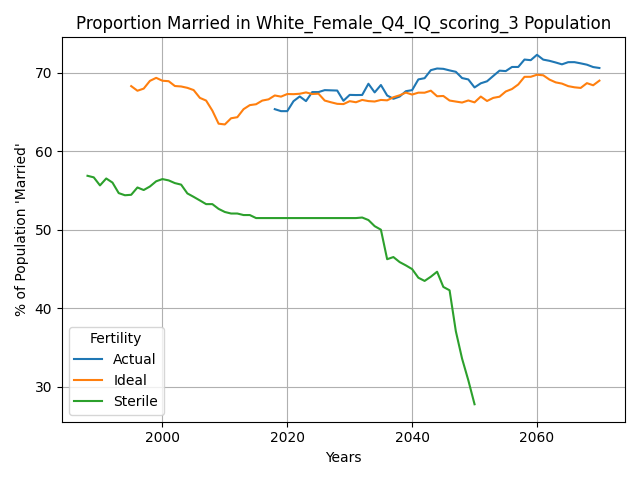 Proportion Married in White_Female_Q4_IQ_scoring_3 Population
% of Population 'Married'
70
60
50
40
30
Fertility
Actual
Ideal
Sterile
2000 2020 2040 2060
Years